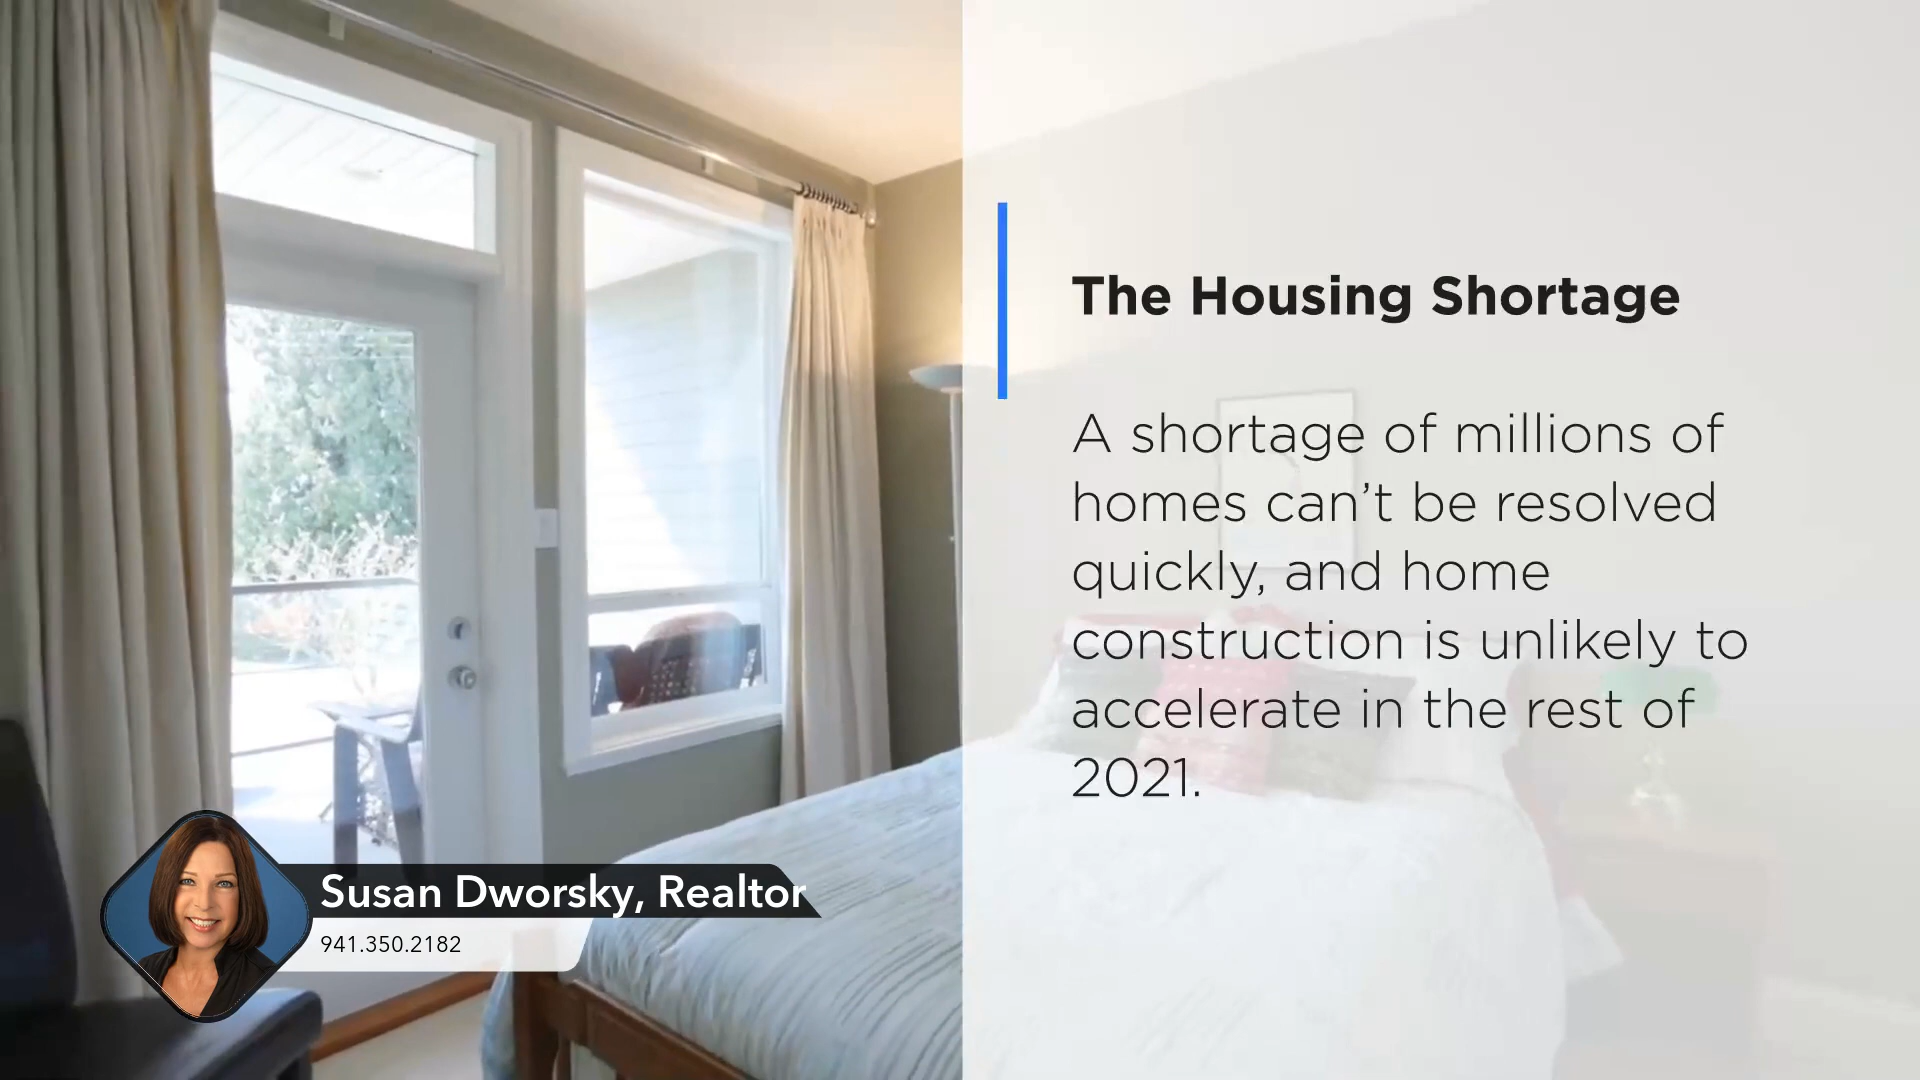 The Housing Shortage
A shortage of millions of
homes can’t be resolved
quickly, and home
construction is unlikely to
accelerate in the rest of
2021.
Susan Dworsky, Realtor
941.350.2182